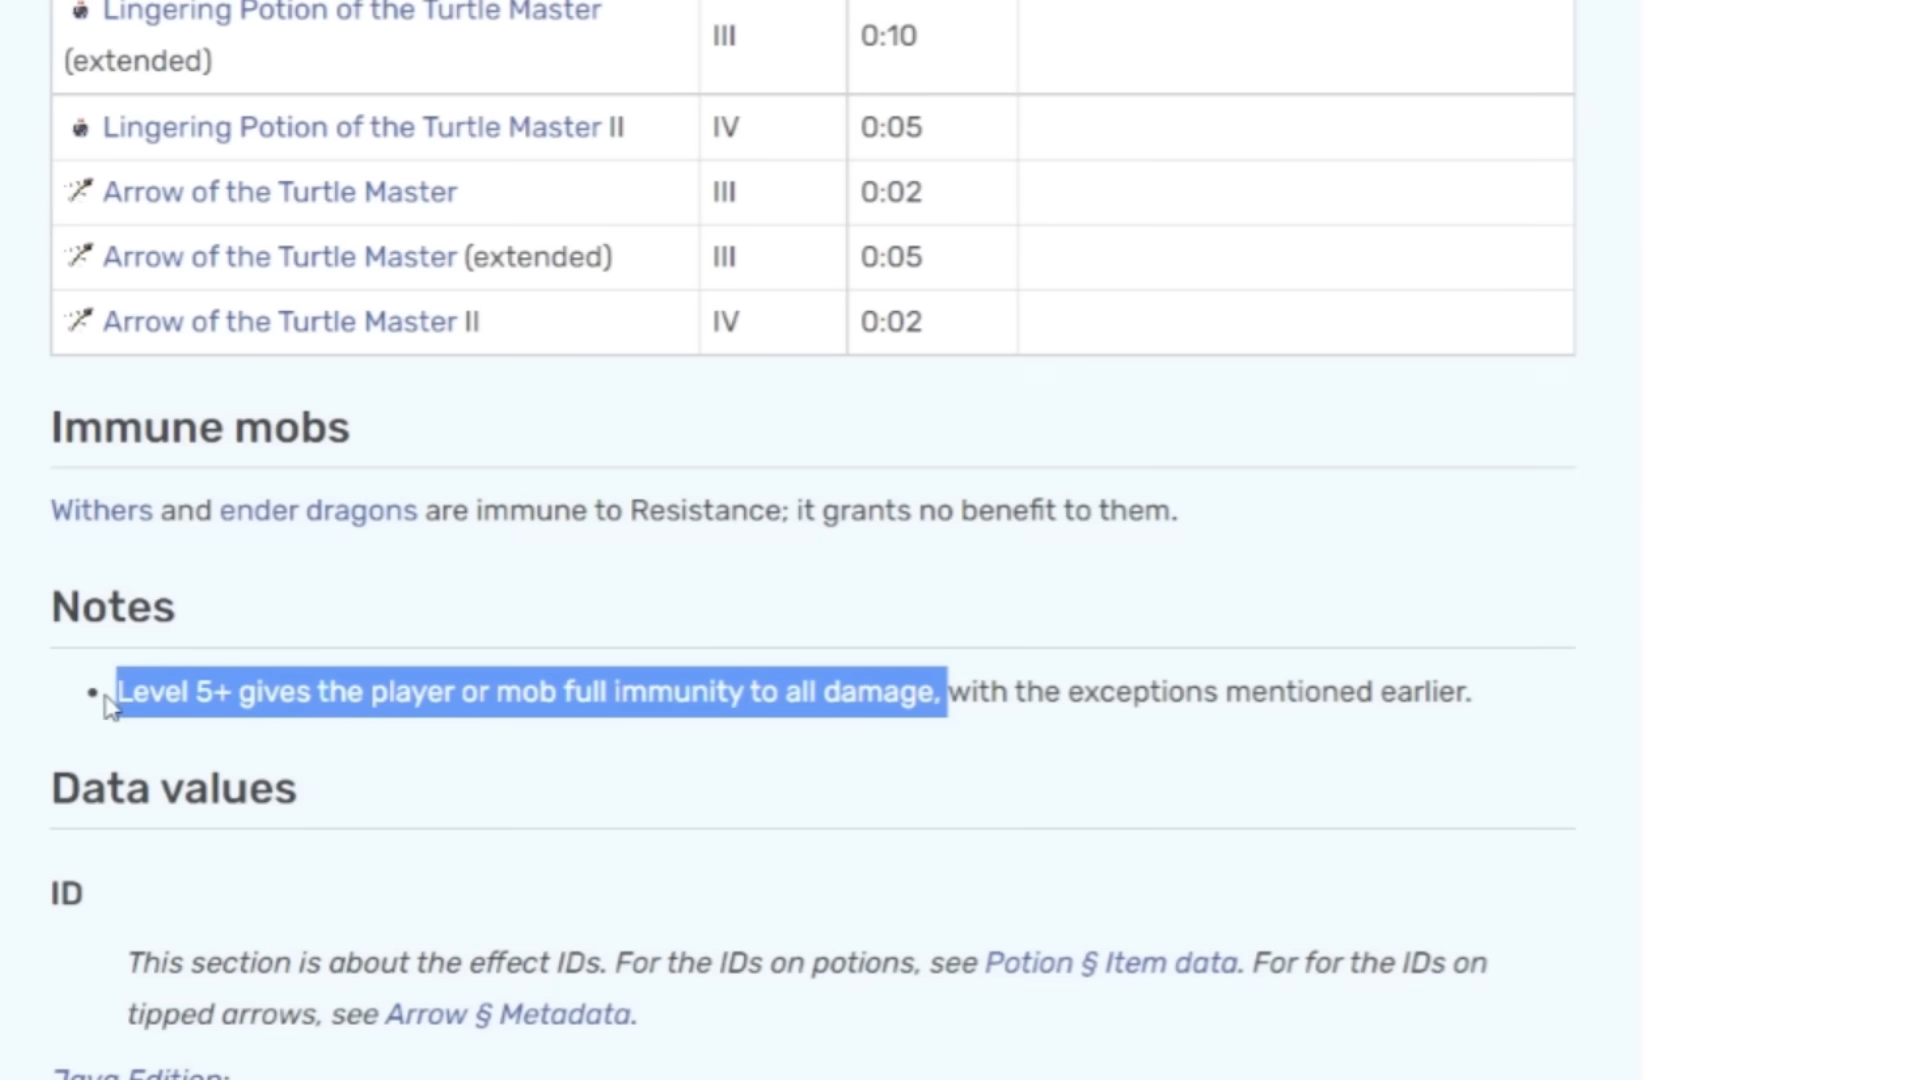 Lingering Potion of the Turtle Master
(extended)
III
0:10
Lingering Potion of the Turtle Master II
IV
0:05
Arrow of the Turtle Master
III
0:02
Arrow of the Turtle Master (extended)
III
0:05
Arrow of the Turtle Master II
IV
0:02
Immune mobs
Withers and ender dragons are immune to Resistance; it grants no benefit to them.
Notes
• Level 5+ gives the player or mob full immunity to all damage, with the exceptions mentioned earlier.
Data values
ID
This section is about the effect IDs. For the IDs on potions, see Potion § Item data. For for the IDs on
tipped arrows, see Arrow § Metadata.
Java Edition: